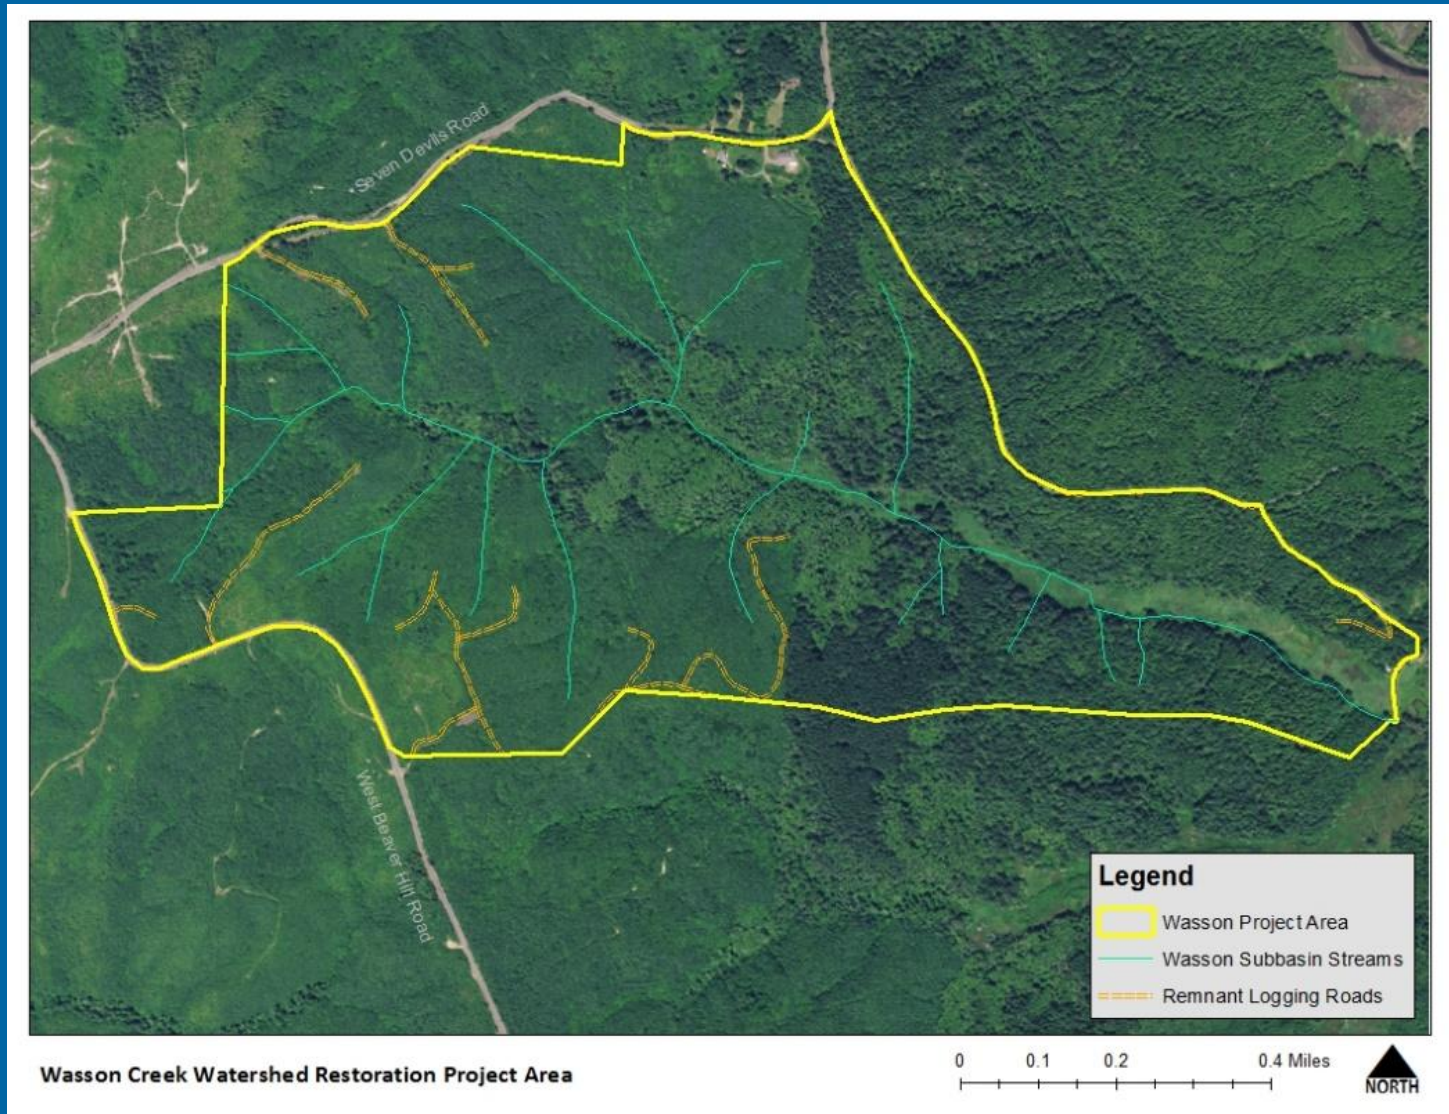 Seven Devils Road
West Beaver Hill Road
Legend
Wasson Project Area
Wasson Subbasin Streams
Remnant Logging Roads
Wasson Creek Watershed Restoration Project Area
0 0.1 0.2 0.4 Miles
NORTH